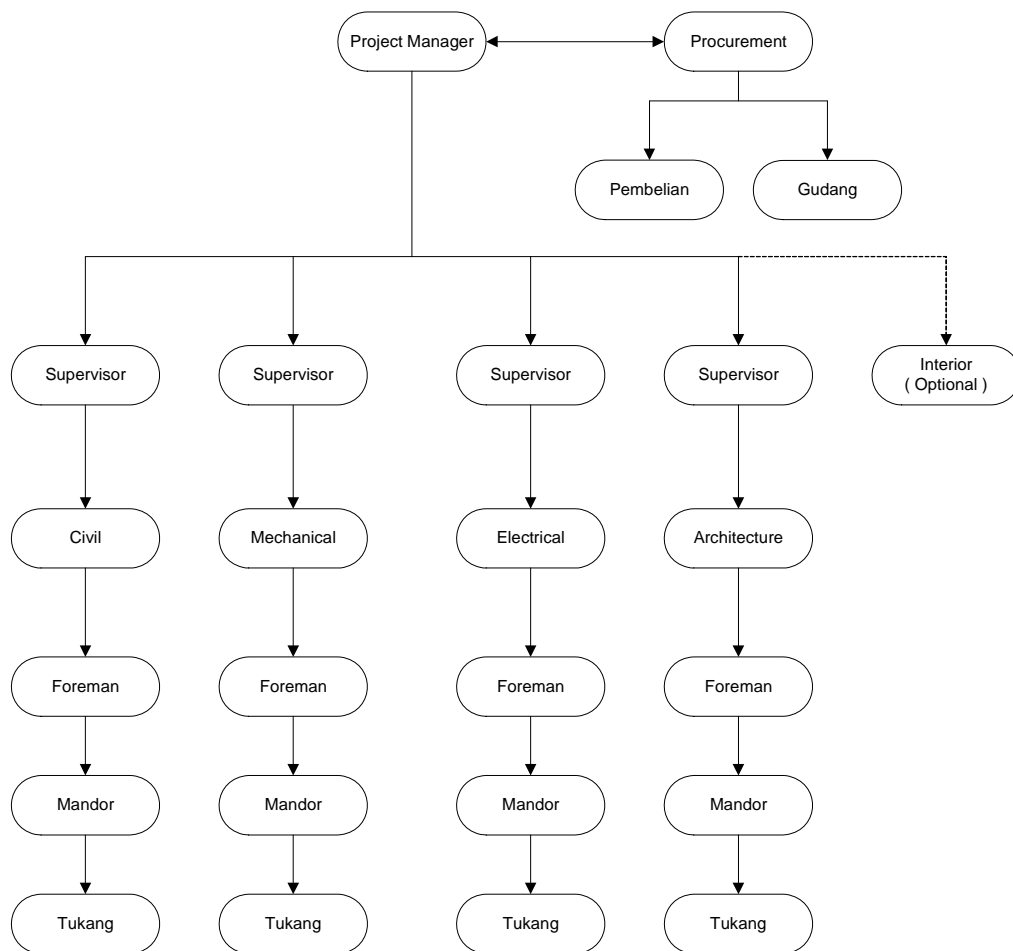 Project Manager
Procurement
Pembelian
Gudang
Supervisor
Supervisor
Supervisor
Supervisor
Interior
( Optional )
Civil
Mechanical
Electrical
Architecture
Foreman
Foreman
Foreman
Foreman
Mandor
Mandor
Mandor
Mandor
Tukang
Tukang
Tukang
Tukang